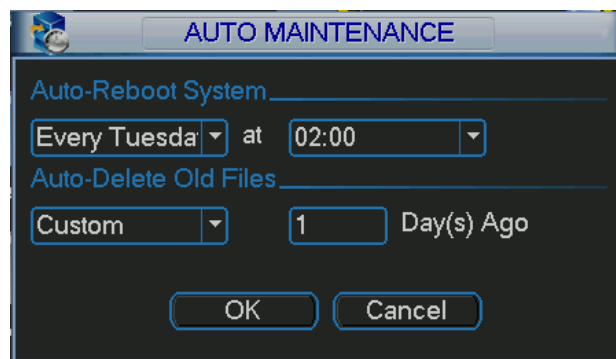 AUTO MAINTENANCE
Auto-Reboot System
Every Tuesda at 02:00
Auto-Delete Old Files
Custom 1 Day(s) Ago
OK Cancel